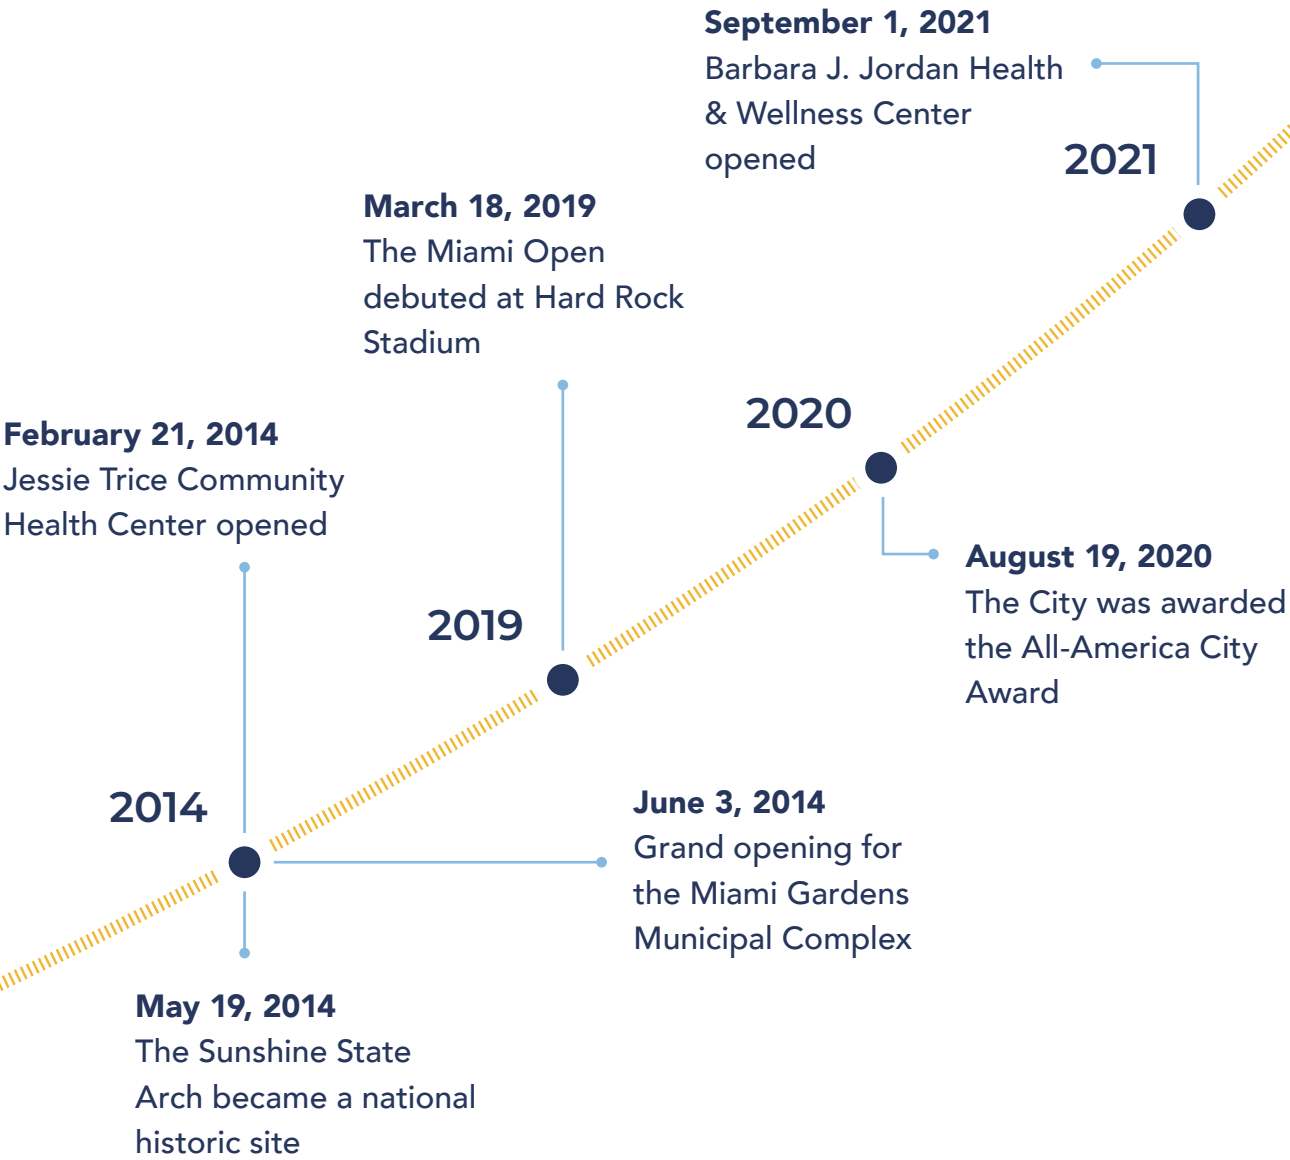 September 1, 2021
Barbara J. Jordan Health
& Wellness Center
opened
2021
March 18, 2019
The Miami Open
debuted at Hard Rock
Stadium
2020
February 21, 2014
Jessie Trice Community
Health Center opened
August 19, 2020
The City was awarded
the All-America City
Award
2019
2014
June 3, 2014
Grand opening for
the Miami Gardens
Municipal Complex
May 19, 2014
The Sunshine State
Arch became a national
historic site